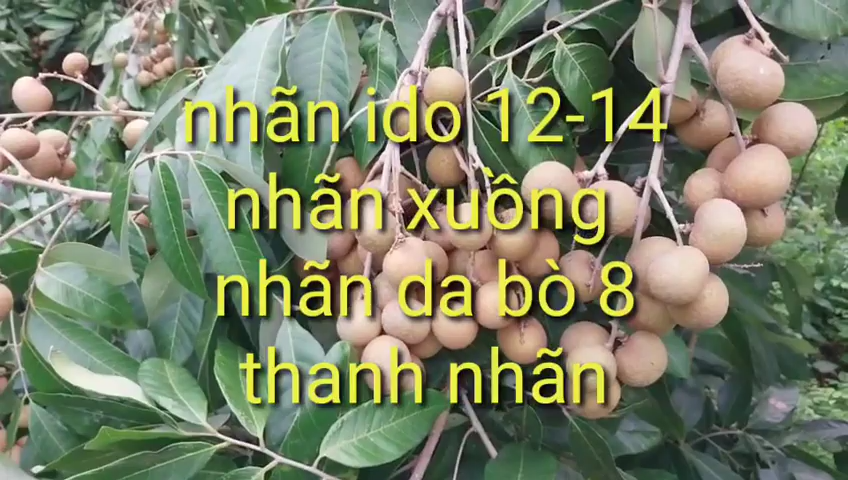 nhãn ido 12-14
nhãn xuồng
nhãn da bò 8
thanh nhãn